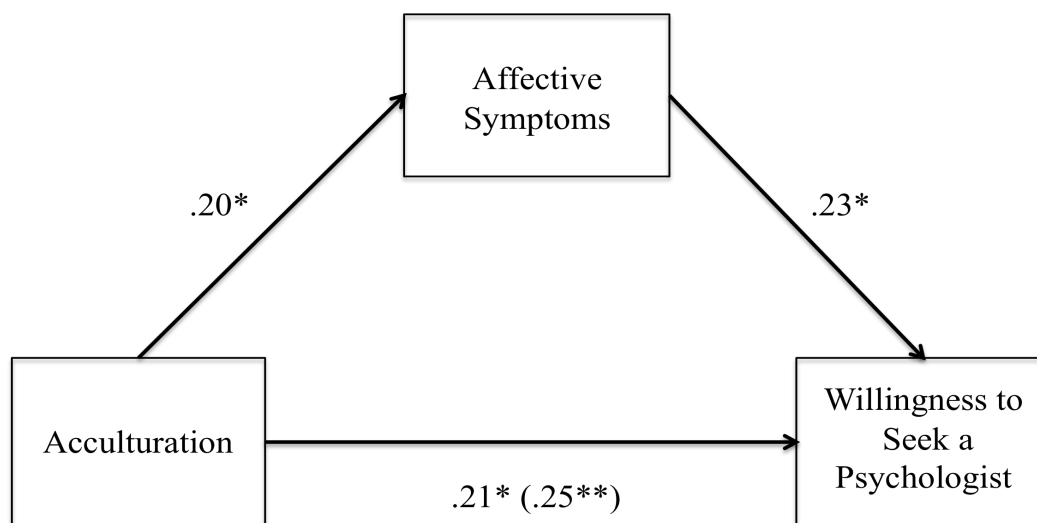 Affective
Symptoms
.20*
.23*
Acculturation
Willingness to
Seek a
Psychologist
.21* (.25**)